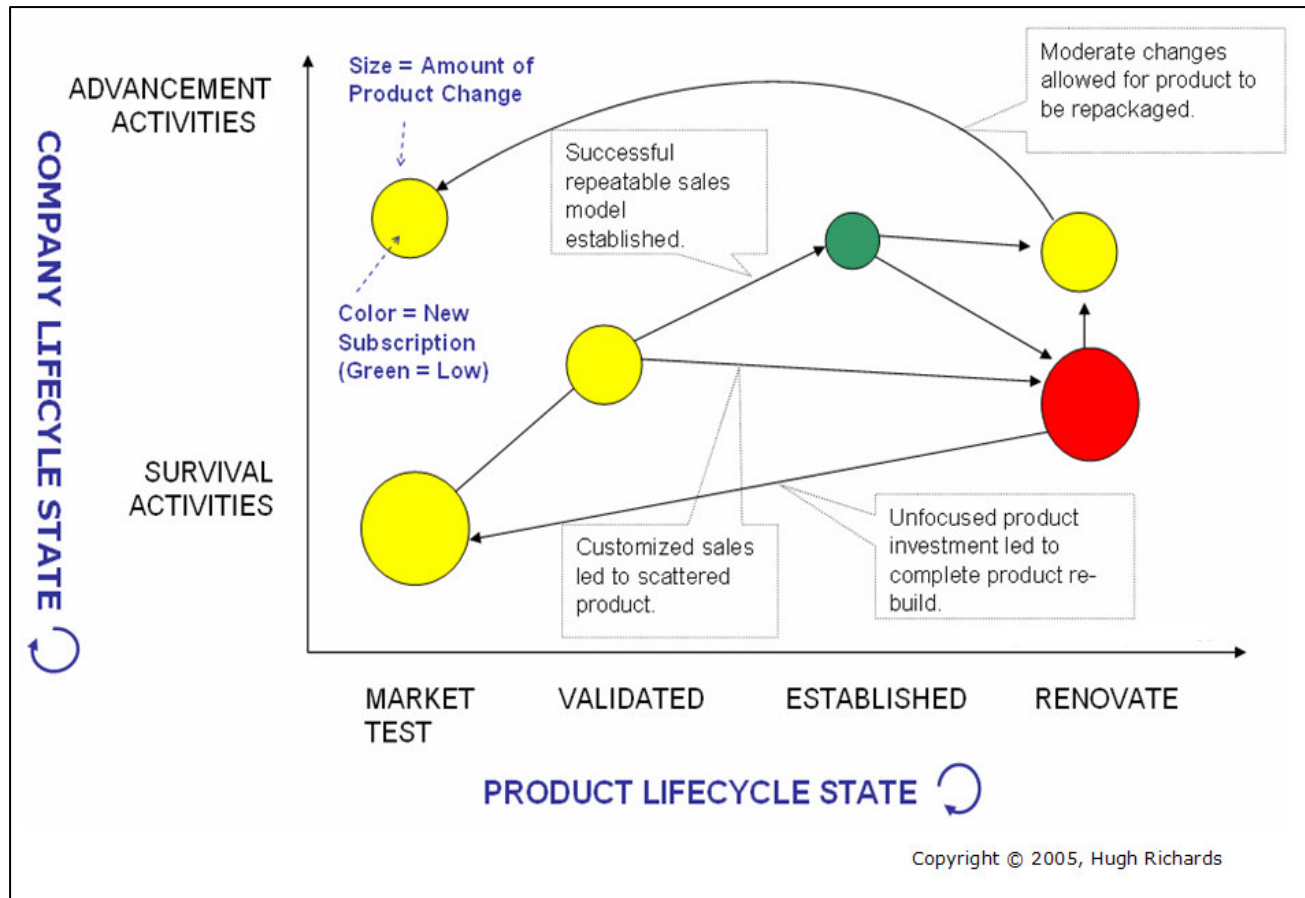 ADVANCEMENT
ACTIVITIES
Size = Amount of
Product Change
Moderate changes
allowed for product to
be repackaged.
Successful
repeatable sales
model
established.
Color = New
Subscription
(Green = Low)
COMPANY LIFECYLE STATE
SURVIVAL
ACTIVITIES
Customized sales
led to scattered
product.
Unfocused product
investment led to
complete product re-
build.
MARKET
TEST
VALIDATED
ESTABLISHED
RENOVATE
PRODUCT LIFECYCLE STATE
Copyright © 2005, Hugh Richards